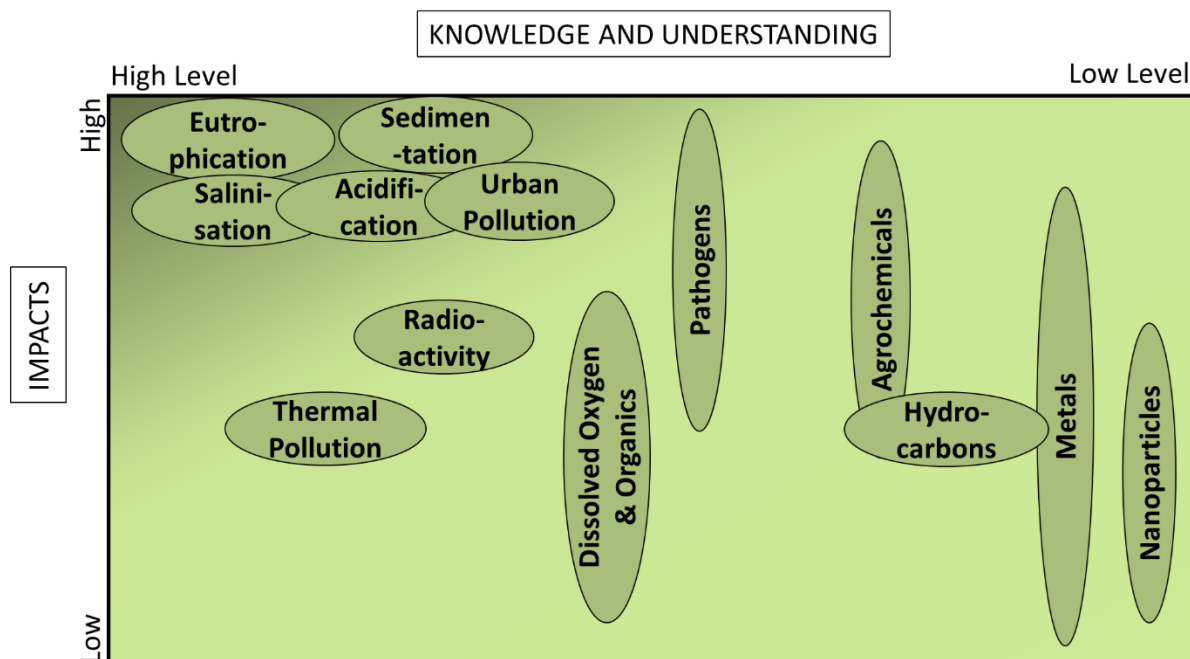 KNOWLEDGE AND UNDERSTANDING
High Level
Low Level
High
IMPACTS
Low
Eutro-
phication
Sedimen
-tation
Salini-
sation
Acidifi-
cation
Urban
Pollution
Pathogens
Agrochemicals
Radio-
activity
Thermal
Pollution
Dissolved Oxygen
& Organics
Hydro-
carbons
Metals
Nanoparticles